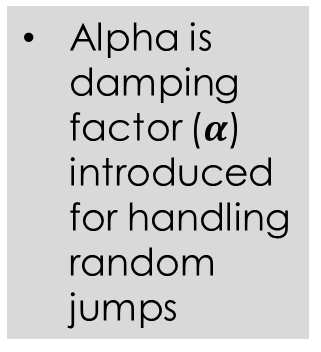 • Alpha is
damping
factor (α)
introduced
for handling
random
jumps